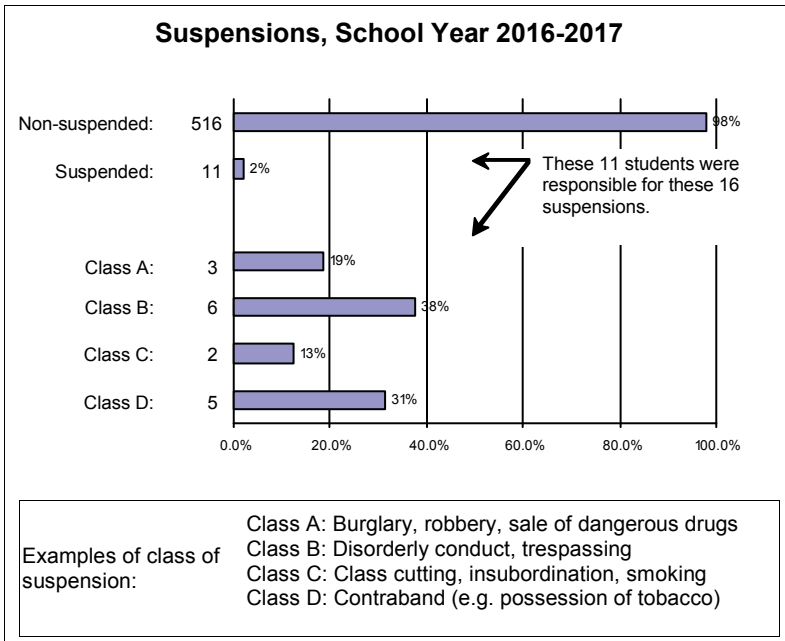 Suspensions, School Year 2016-2017
Non-suspended: 516 98%
Suspended: 11 2%
These 11 students were
responsible for these 16
suspensions.
Class A: 3 19%
Class B: 6 38%
Class C: 2 13%
Class D: 5 31%
0.0% 20.0% 40.0% 60.0% 80.0% 100.0%
Examples of class of
suspension:
Class A: Burglary, robbery, sale of dangerous drugs
Class B: Disorderly conduct, trespassing
Class C: Class cutting, insubordination, smoking
Class D: Contraband (e.g. possession of tobacco)